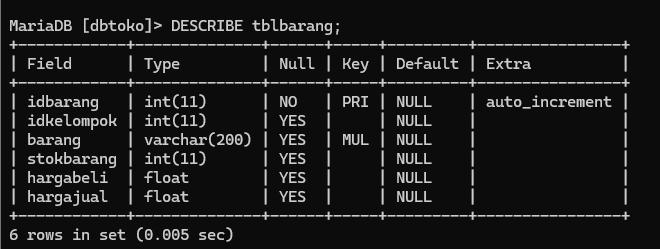 MariaDB [dbtoko]> DESCRIBE tblbarang;
+------------+--------------+------+-----+---------+----------------+
| Field      | Type         | Null | Key | Default | Extra          |
+------------+--------------+------+-----+---------+----------------+
| idbarang   | int(11)      | NO   | PRI | NULL    | auto_increment |
| idkelompok | int(11)      | YES  |     | NULL    |                |
| barang     | varchar(200) | YES  | MUL | NULL    |                |
| stokbarang | int(11)      | YES  |     | NULL    |                |
| hargabeli  | float        | YES  |     | NULL    |                |
| hargajual  | float        | YES  |     | NULL    |                |
+------------+--------------+------+-----+---------+----------------+
6 rows in set (0.005 sec)